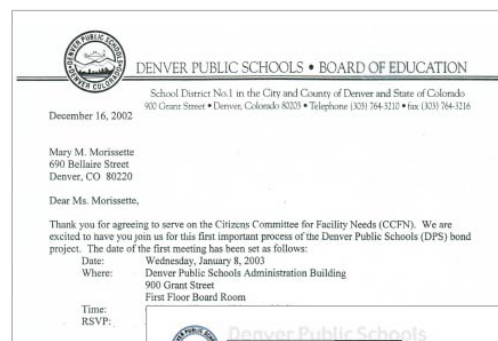 DENVER PUBLIC SCHOOLS
DENVER COLORADO
DENVER PUBLIC SCHOOLS • BOARD OF EDUCATION
School District No.1 in the City and County of Denver and State of Colorado
900 Grant Street • Denver, Colorado 80203 • Telephone (303) 764-3210 • fax (303) 764-3216
December 16, 2002
Mary M. Morissette
690 Bellaire Street
Denver, CO 80220
Dear Ms. Morissette,
Thank you for agreeing to serve on the Citizens Committee for Facility Needs (CCFN). We are
excited to have you join us for this first important process of the Denver Public Schools (DPS) bond
project. The date of the first meeting has been set as follows:
Date: Wednesday, January 8, 2003
Where: Denver Public Schools Administration Building
900 Grant Street
First Floor Board Room
Time:
RSVP:
Denver Public Schools